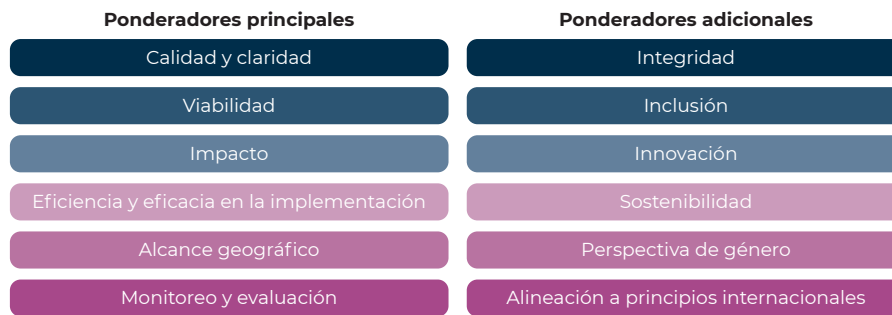 Ponderadores principales
Calidad y claridad
Viabilidad
Impacto
Eficiencia y eficacia en la implementación
Alcance geográfico
Monitoreo y evaluación
Ponderadores adicionales
Integridad
Inclusión
Innovación
Sostenibilidad
Perspectiva de género
Alineación a principios internacionales